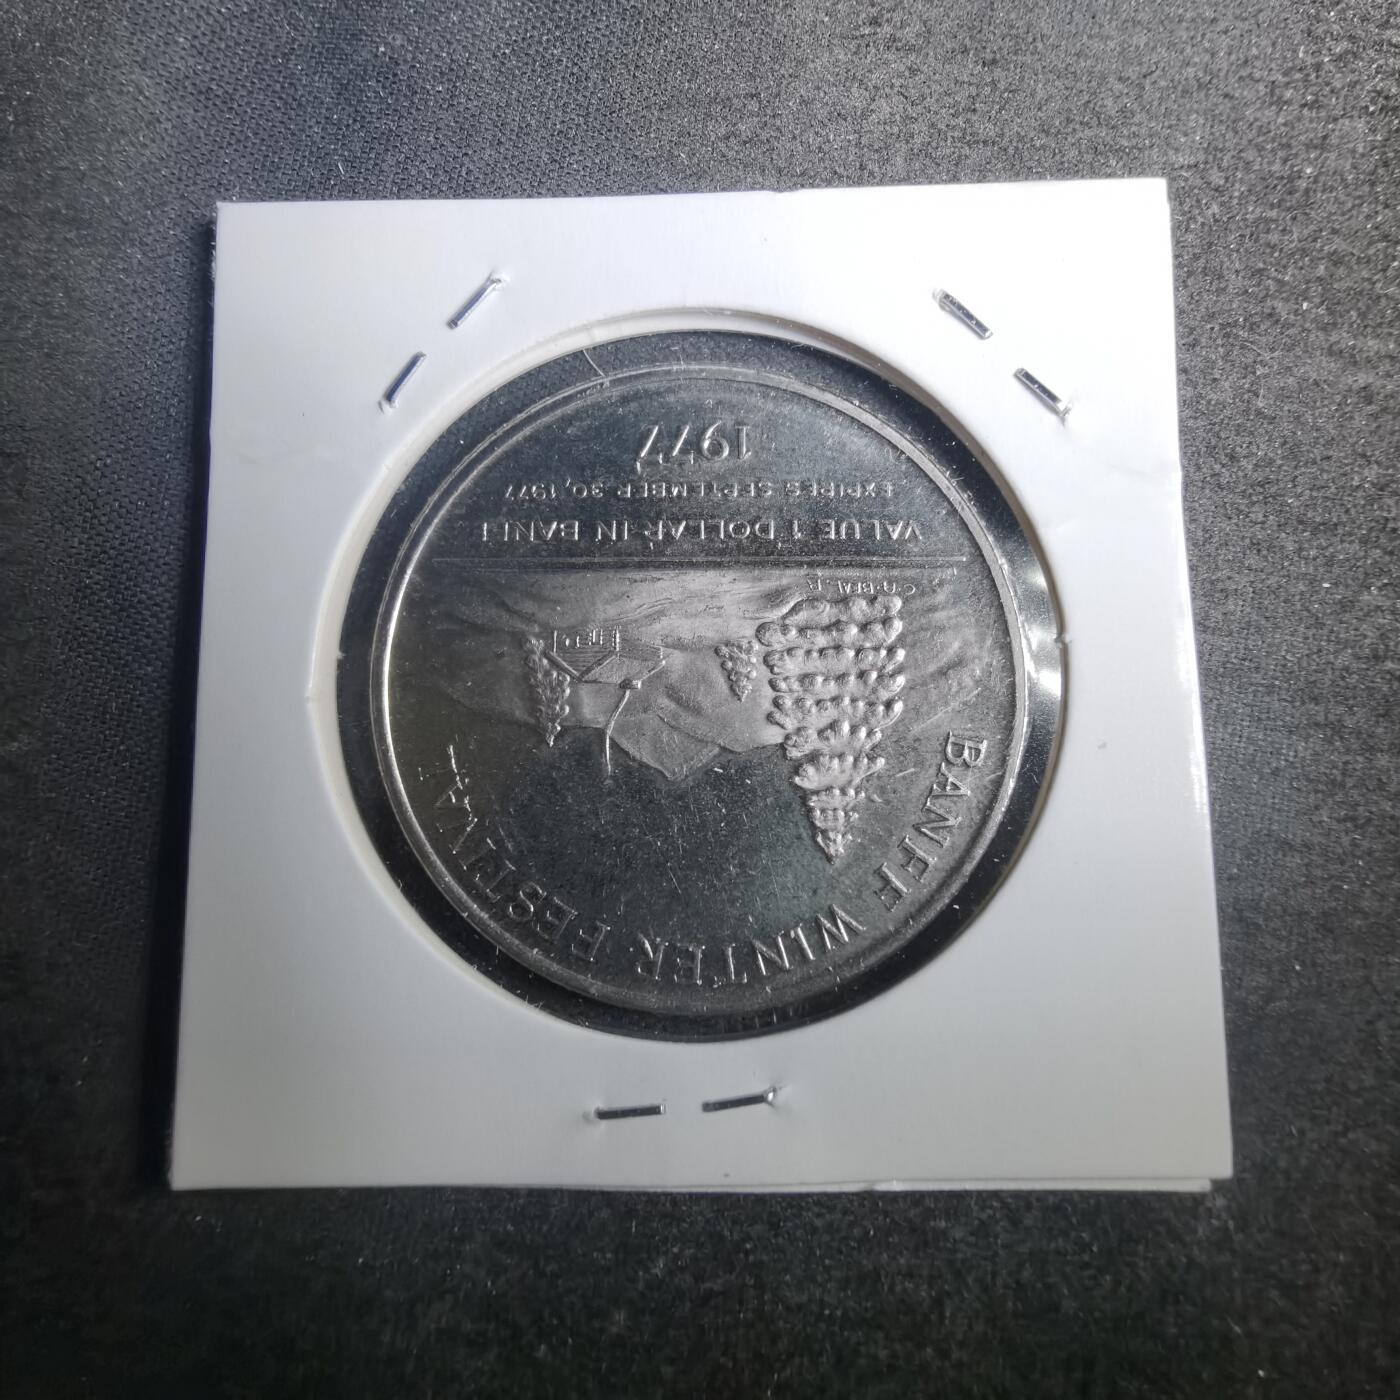 BANFF WINTER FESTIVAL
VALUE 1 DOLLAR IN BANFF
EXPIRES SEPTEMBER 30, 1977
1977